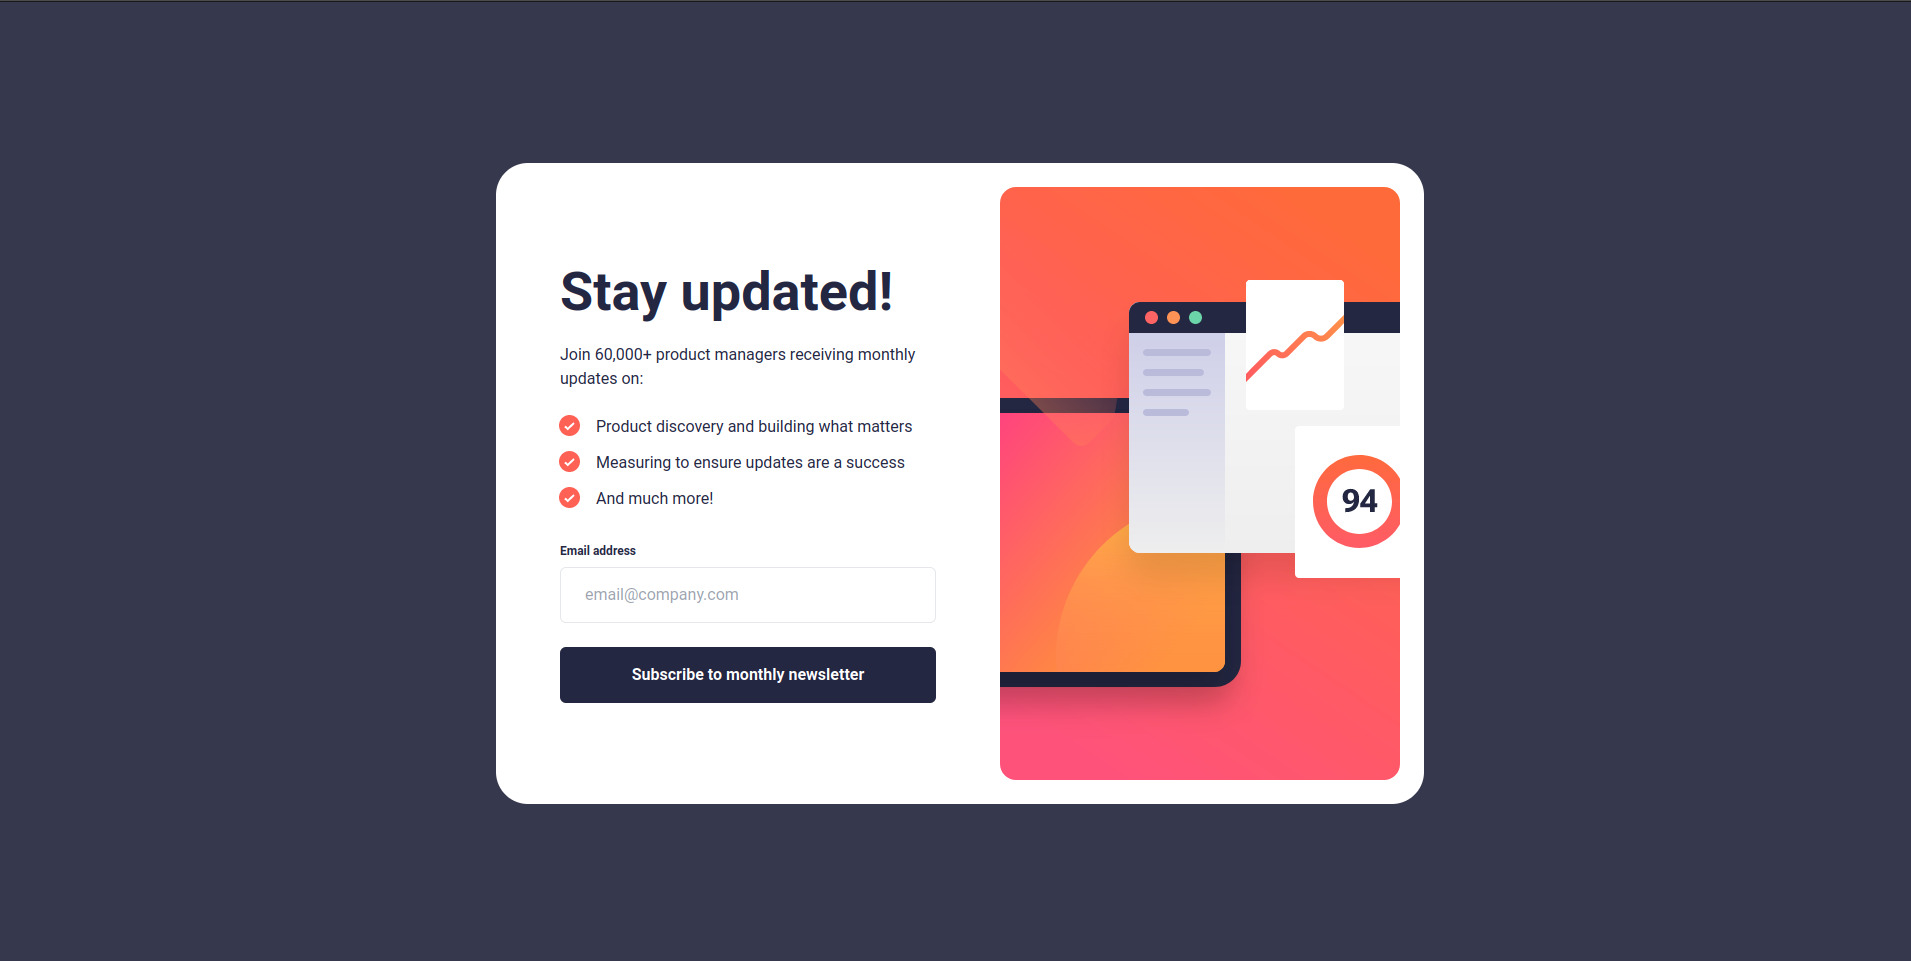 Stay updated!
Join 60,000+ product managers receiving monthly
updates on:
Product discovery and building what matters
Measuring to ensure updates are a success
And much more!
Email address
email@company.com
Subscribe to monthly newsletter
94